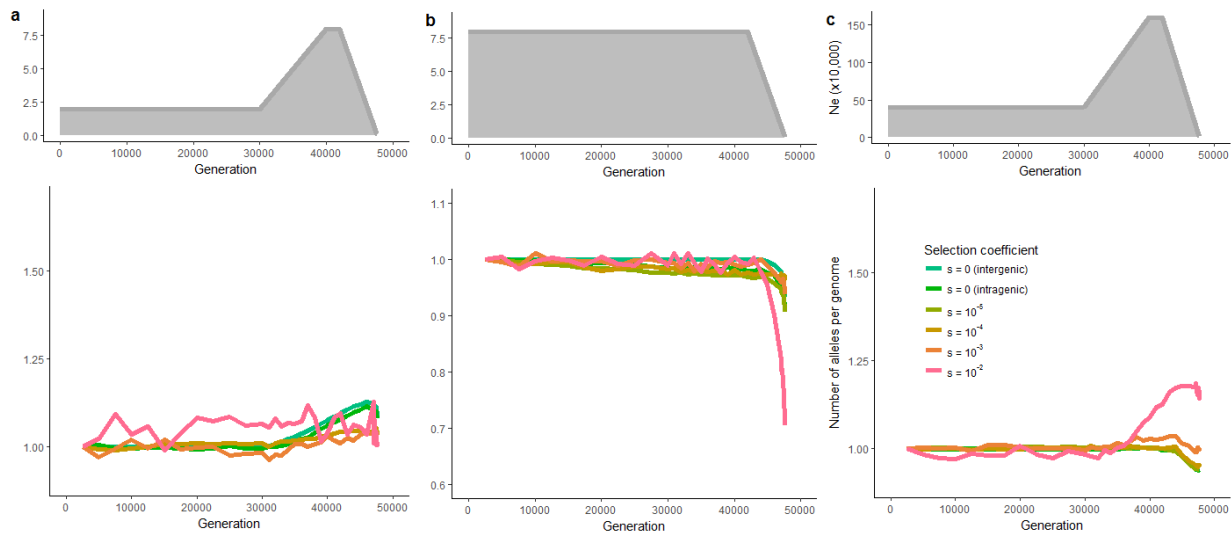 a
7.5
5.0
2.5
0.0
0 10000 20000 30000 40000 50000
Generation
b
7.5
5.0
2.5
0.0
0 10000 20000 30000 40000 50000
Generation
c
Ne (x10,000)
150
100
50
0
0 10000 20000 30000 40000 50000
Generation
1.50
1.25
1.00
0 10000 20000 30000 40000 50000
Generation
1.1
1.0
0.9
0.8
0.7
0.6
0 10000 20000 30000 40000 50000
Generation
Number of alleles per genome
1.50
1.25
1.00
Selection coefficient
s = 0 (intergenic)
s = 0 (intragenic)
s = 10⁻⁵
s = 10⁻⁴
s = 10⁻³
s = 10⁻²
0 10000 20000 30000 40000 50000
Generation